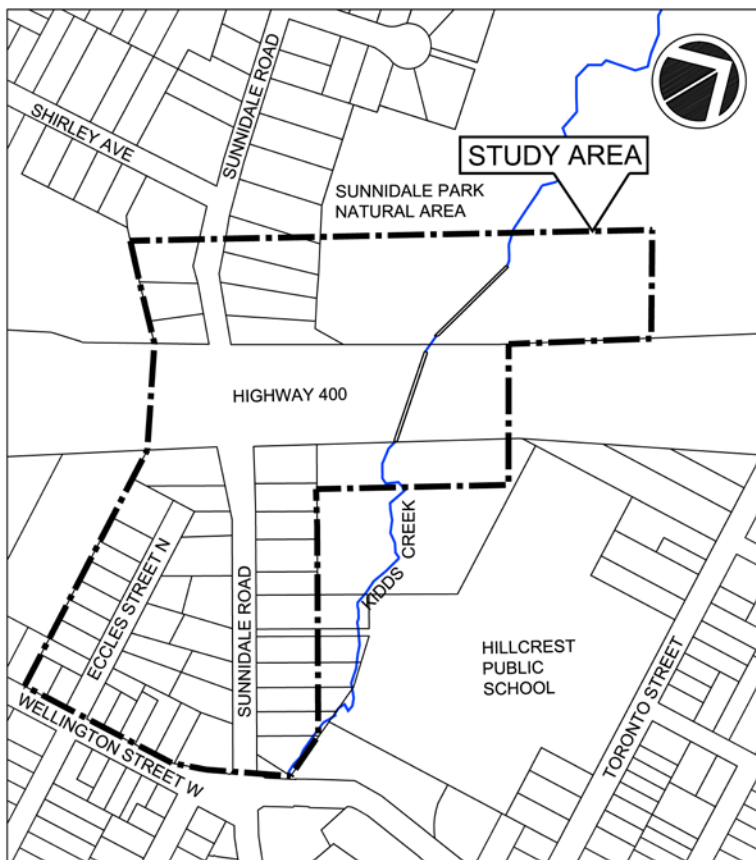 SUNNIDALE ROAD
SHIRLEY AVE
STUDY AREA
SUNNIDALE PARK
NATURAL AREA
HIGHWAY 400
KIDDS CREEK
ECCLES STREET N
SUNNIDALE ROAD
HILLCREST
PUBLIC
SCHOOL
TORONTO STREET
WELLINGTON STREET W